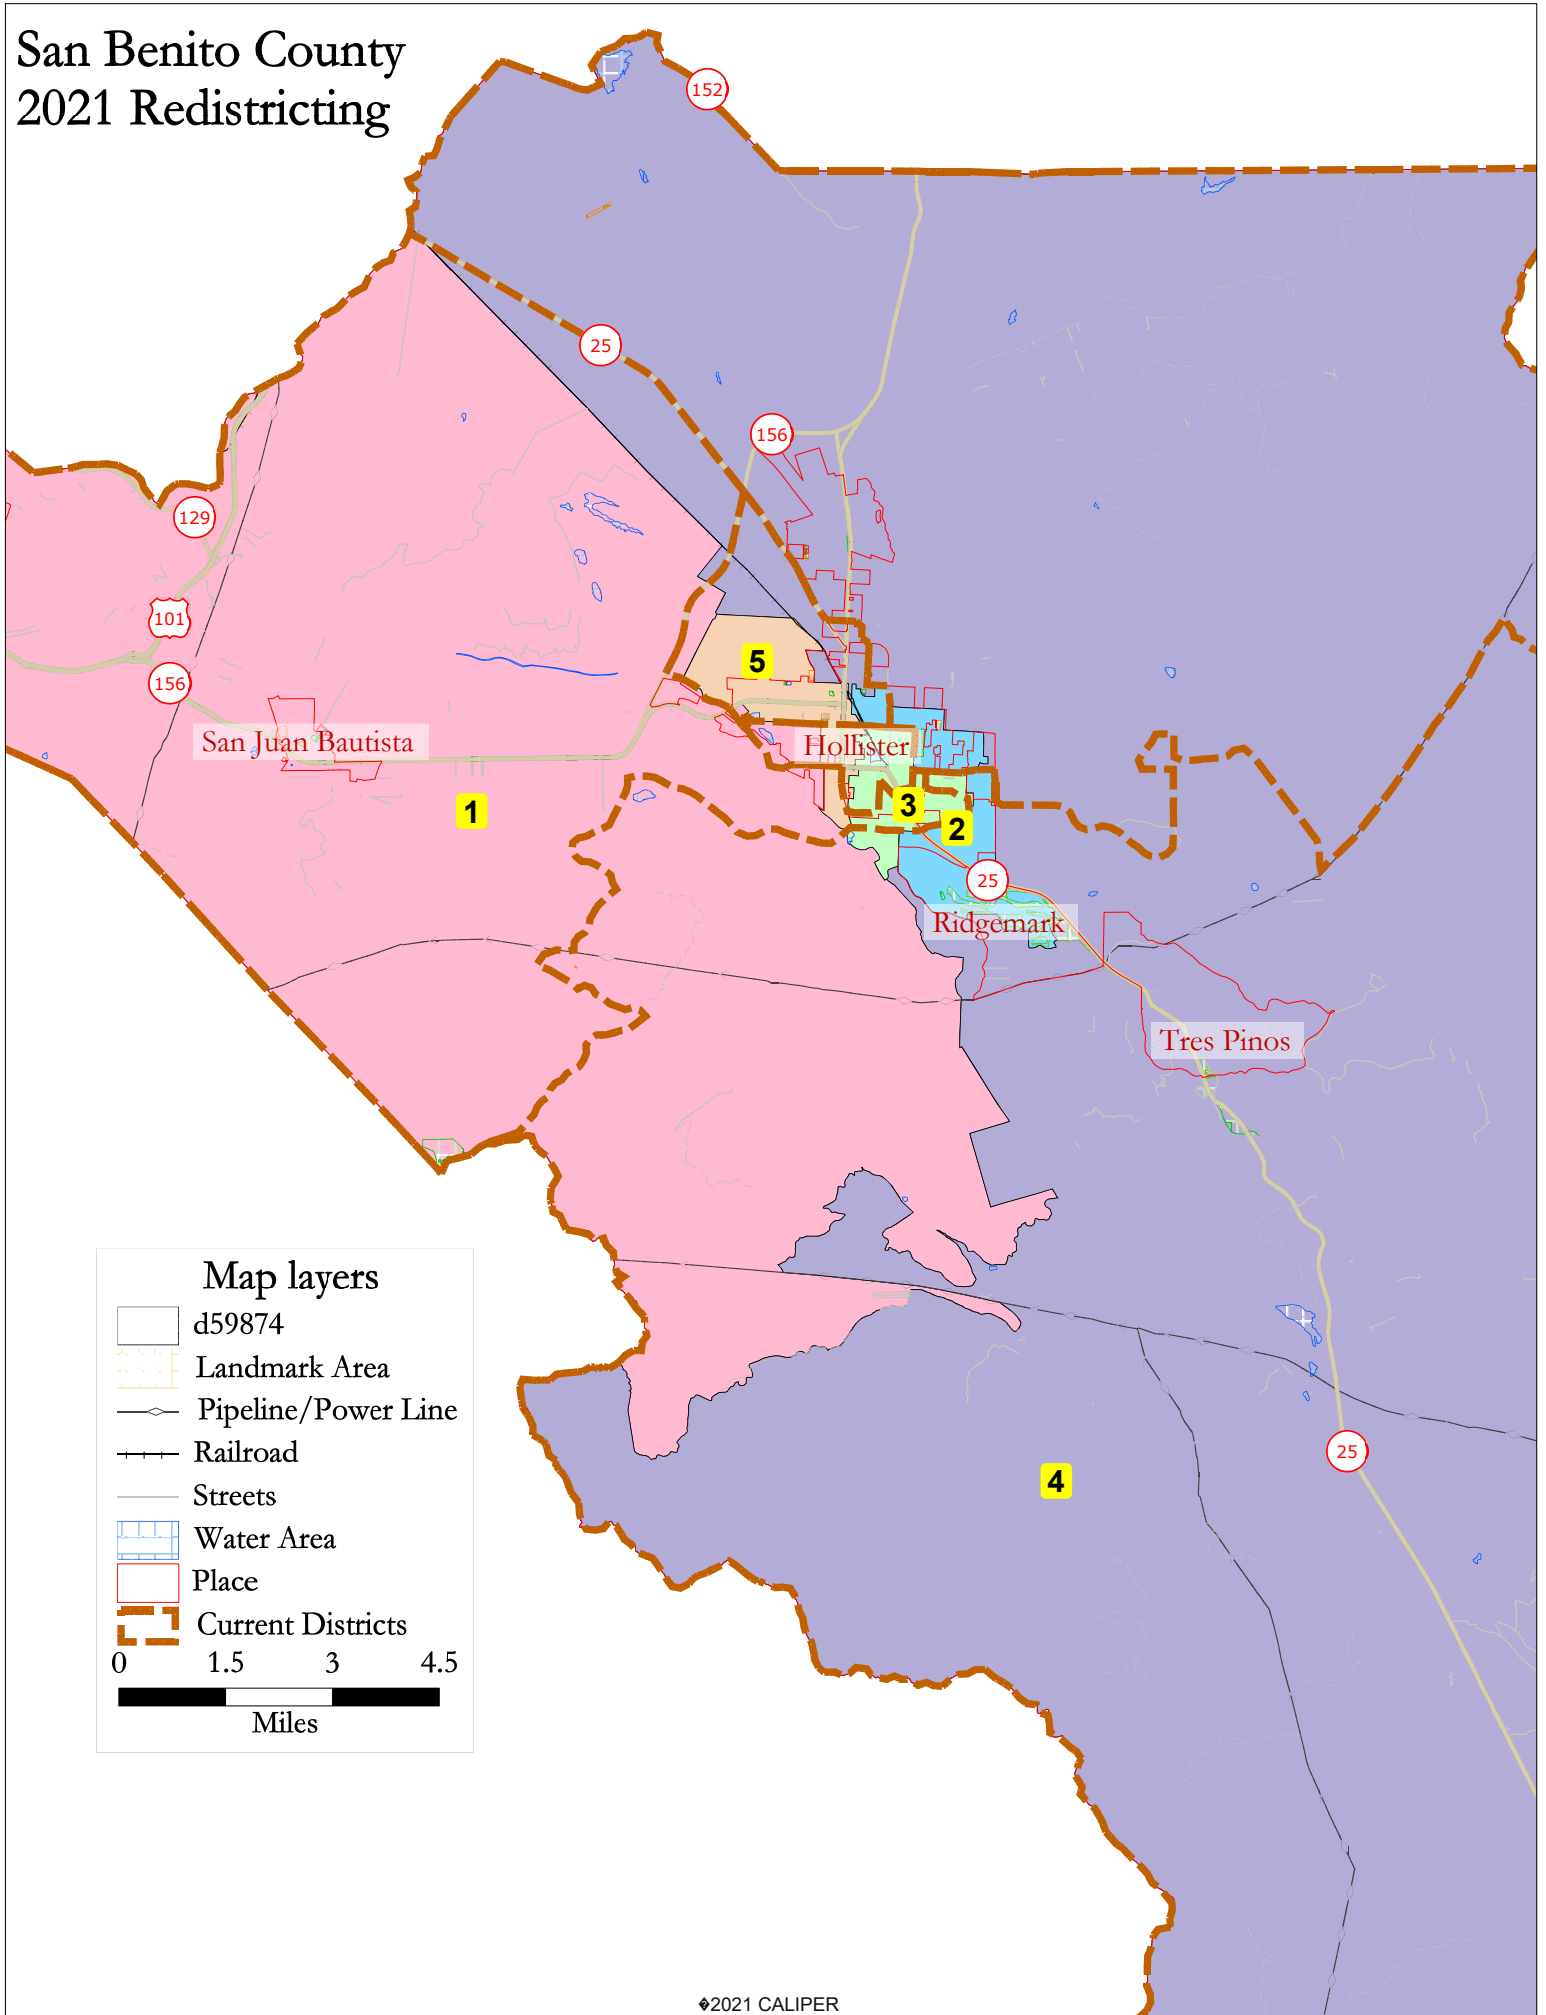 San Benito County
2021 Redistricting
152
25
156
129
101
156
5
San Juan Bautista
Hollister
1
3
2
25
Ridgemark
Tres Pinos
Map layers
d59874
Landmark Area
Pipeline/Power Line
Railroad
Streets
Water Area
Place
Current Districts
0 1.5 3 4.5
Miles
25
4
�2021 CALIPER